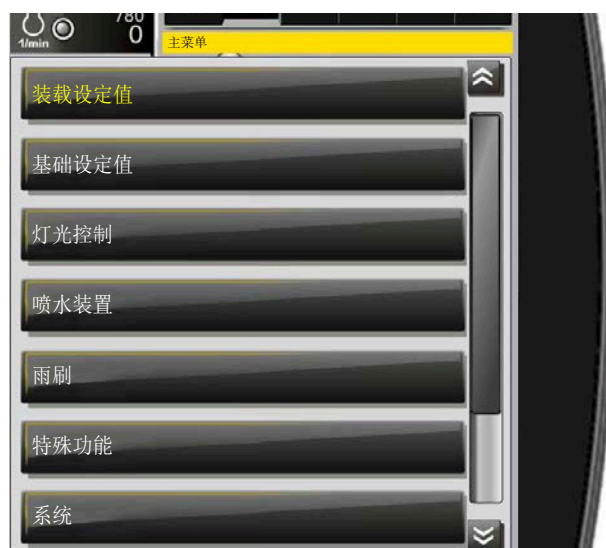 780
1/min 0
主菜单
装载设定值
基础设定值
灯光控制
喷水装置
雨刷
特殊功能
系统